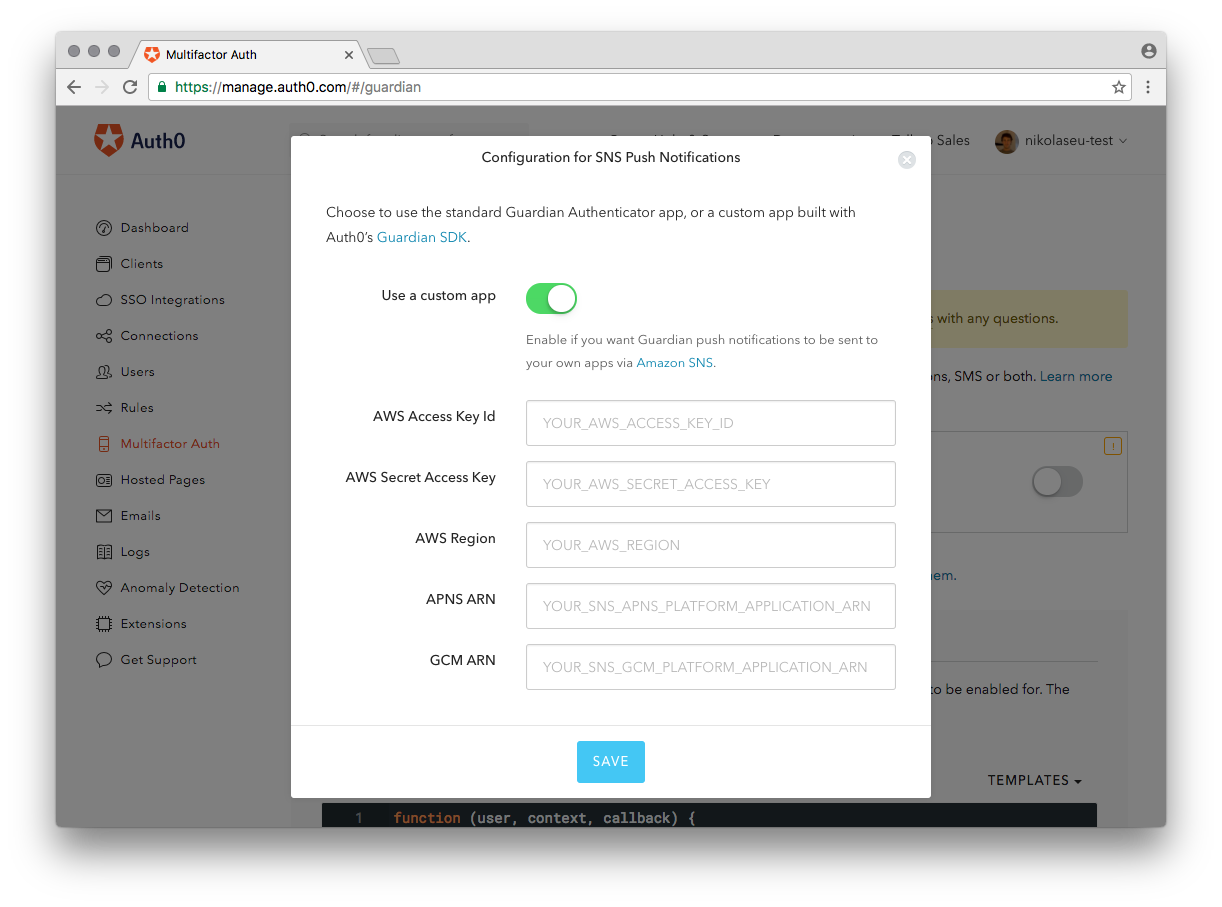 Multifactor Auth
https://manage.auth0.com/#/guardian
Auth0
Sales
nikolaseu-test
Configuration for SNS Push Notifications
Choose to use the standard Guardian Authenticator app, or a custom app built with
Auth0's Guardian SDK.
Use a custom app
Enable if you want Guardian push notifications to be sent to
your own apps via Amazon SNS.
AWS Access Key Id
YOUR_AWS_ACCESS_KEY_ID
AWS Secret Access Key
YOUR_AWS_SECRET_ACCESS_KEY
AWS Region
YOUR_AWS_REGION
APNS ARN
YOUR_SNS_APNS_PLATFORM_APPLICATION_ARN
GCM ARN
YOUR_SNS_GCM_PLATFORM_APPLICATION_ARN
SAVE
Dashboard
Clients
SSO Integrations
Connections
Users
Rules
Multifactor Auth
Hosted Pages
Emails
Logs
Anomaly Detection
Extensions
Get Support
with any questions.
SMS or both. Learn more
to be enabled for. The
TEMPLATES
1 function (user, context, callback) {